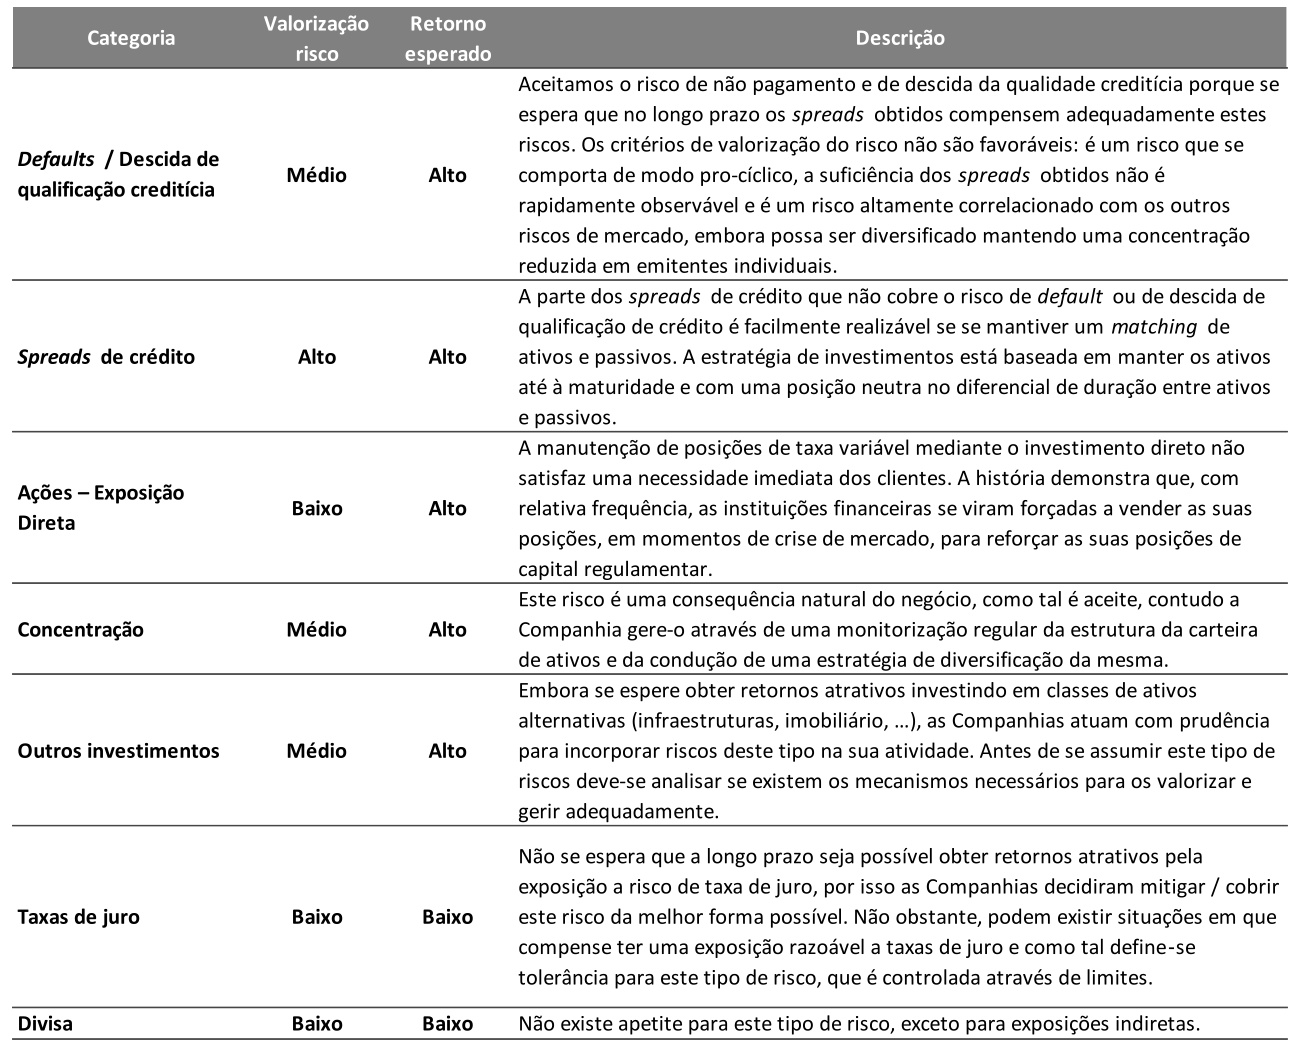 Categoria
Valorização risco
Retorno esperado
Descrição
Defaults / Descida de
qualificação creditícia
Médio
Alto
Aceitamos o risco de não pagamento e de descida da qualidade creditícia porque se
espera que no longo prazo os spreads obtidos compensem adequadamente estes
riscos. Os critérios de valorização do risco não são favoráveis: é um risco que se
comporta de modo pro-cíclico, a suficiência dos spreads obtidos não é
rapidamente observável e é um risco altamente correlacionado com os outros
riscos de mercado, embora possa ser diversificado mantendo uma concentração
reduzida em emitentes individuais.
Spreads de crédito
Alto
Alto
A parte dos spreads de crédito que não cobre o risco de default ou de descida de
qualificação de crédito é facilmente realizável se se mantiver um matching de
ativos e passivos. A estratégia de investimentos está baseada em manter os ativos
até à maturidade e com uma posição neutra no diferencial de duração entre ativos
e passivos.
Ações – Exposição
Direta
Baixo
Alto
A manutenção de posições de taxa variável mediante o investimento direto não
satisfaz uma necessidade imediata dos clientes. A história demonstra que, com
relativa frequência, as instituições financeiras se viram forçadas a vender as suas
posições, em momentos de crise de mercado, para reforçar as suas posições de
capital regulamentar.
Concentração
Médio
Alto
Este risco é uma consequência natural do negócio, como tal é aceite, contudo a
Companhia gere-o através de uma monitorização regular da estrutura da carteira
de ativos e da condução de uma estratégia de diversificação da mesma.
Outros investimentos
Médio
Alto
Embora se espere obter retornos atrativos investindo em classes de ativos
alternativas (infraestruturas, imobiliário, …), as Companhias atuam com prudência
para incorporar riscos deste tipo na sua atividade. Antes de se assumir este tipo de
riscos deve-se analisar se existem os mecanismos necessários para os valorizar e
gerir adequadamente.
Taxas de juro
Baixo
Baixo
Não se espera que a longo prazo seja possível obter retornos atrativos pela
exposição a risco de taxa de juro, por isso as Companhias decidiram mitigar / cobrir
este risco da melhor forma possível. Não obstante, podem existir situações em que
compense ter uma exposição razoável a taxas de juro e como tal define-se
tolerância para este tipo de risco, que é controlada através de limites.
Divisa
Baixo
Baixo
Não existe apetite para este tipo de risco, exceto para exposições indiretas.